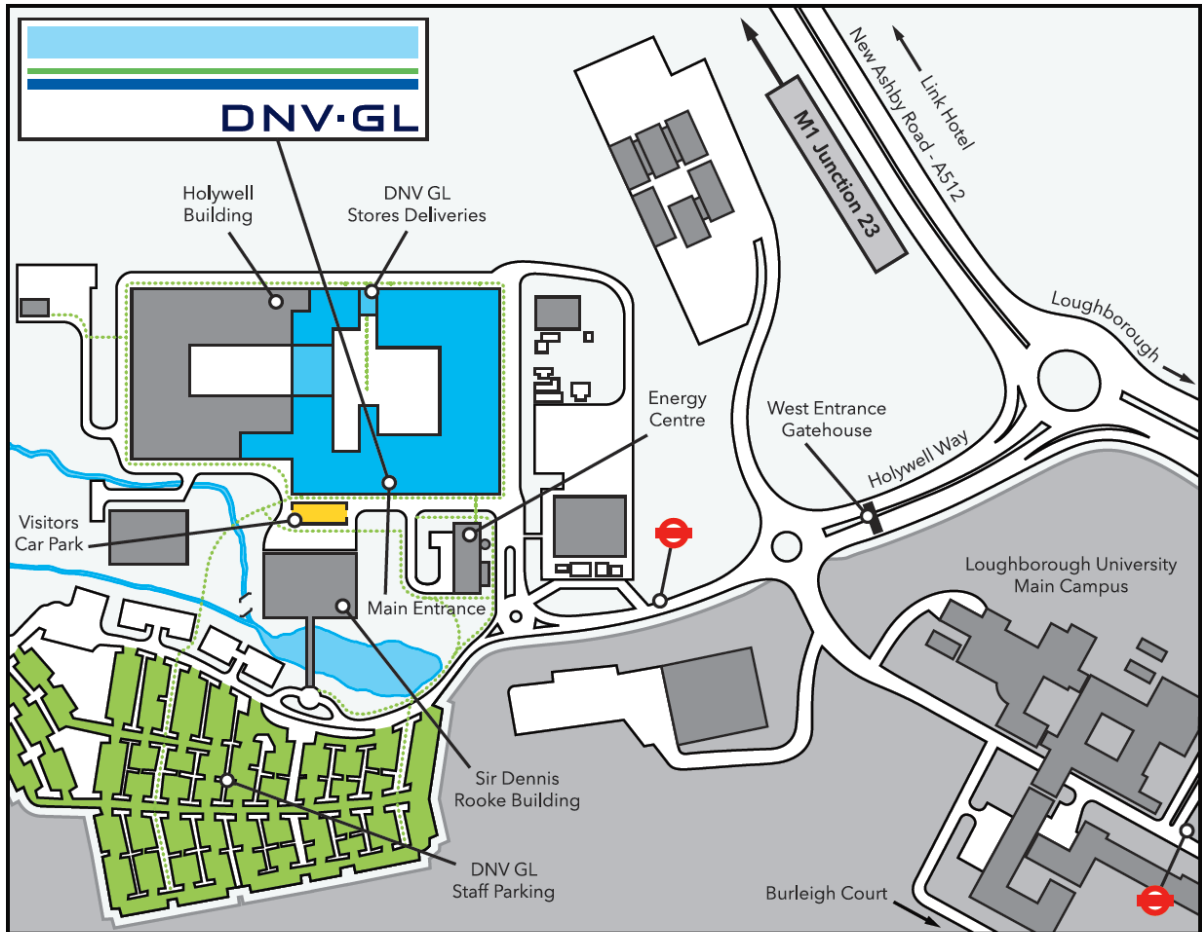 DNV·GL
Holywell
Building
DNV GL
Stores Deliveries
M1 Junction 23
Link Hotel
New Ashby Road - A512
Loughborough
Energy
Centre
West Entrance
Gatehouse
Holywell Way
Visitors
Car Park
Main Entrance
Loughborough University
Main Campus
Sir Dennis
Rooke Building
DNV GL
Staff Parking
Burleigh Court